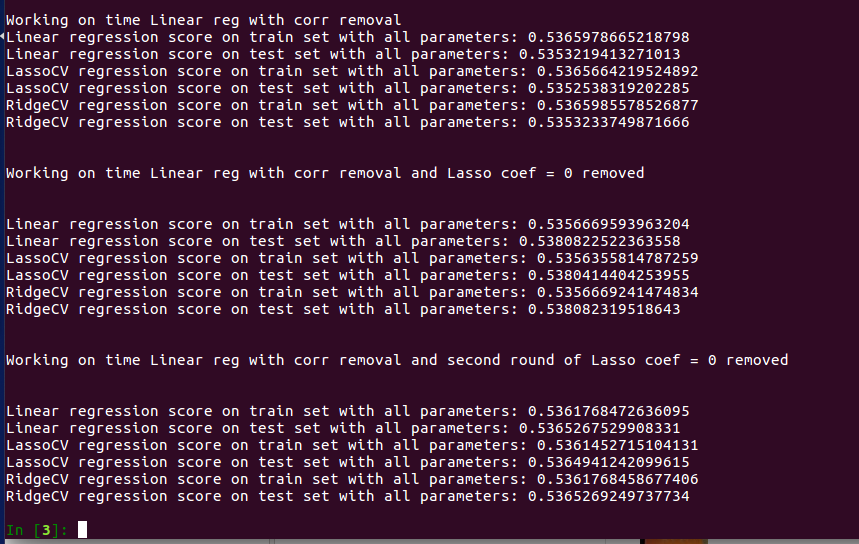 Working on time Linear reg with corr removal
Linear regression score on train set with all parameters: 0.5365978665218798
Linear regression score on test set with all parameters: 0.5353219413271013
LassoCV regression score on train set with all parameters: 0.5365664219524892
LassoCV regression score on test set with all parameters: 0.5352538319202285
RidgeCV regression score on train set with all parameters: 0.5365985578526877
RidgeCV regression score on test set with all parameters: 0.5353233749871666
Working on time Linear reg with corr removal and Lasso coef = 0 removed
Linear regression score on train set with all parameters: 0.5356669593963204
Linear regression score on test set with all parameters: 0.5380822522363558
LassoCV regression score on train set with all parameters: 0.5356355814787259
LassoCV regression score on test set with all parameters: 0.5380414404253955
RidgeCV regression score on train set with all parameters: 0.5356669241474834
RidgeCV regression score on test set with all parameters: 0.538082319518643
Working on time Linear reg with corr removal and second round of Lasso coef = 0 removed
Linear regression score on train set with all parameters: 0.5361768472636095
Linear regression score on test set with all parameters: 0.5365267529908331
LassoCV regression score on train set with all parameters: 0.5361452715104131
LassoCV regression score on test set with all parameters: 0.5364941242099615
RidgeCV regression score on train set with all parameters: 0.5361768458677406
RidgeCV regression score on test set with all parameters: 0.5365269249737734
In [3]: